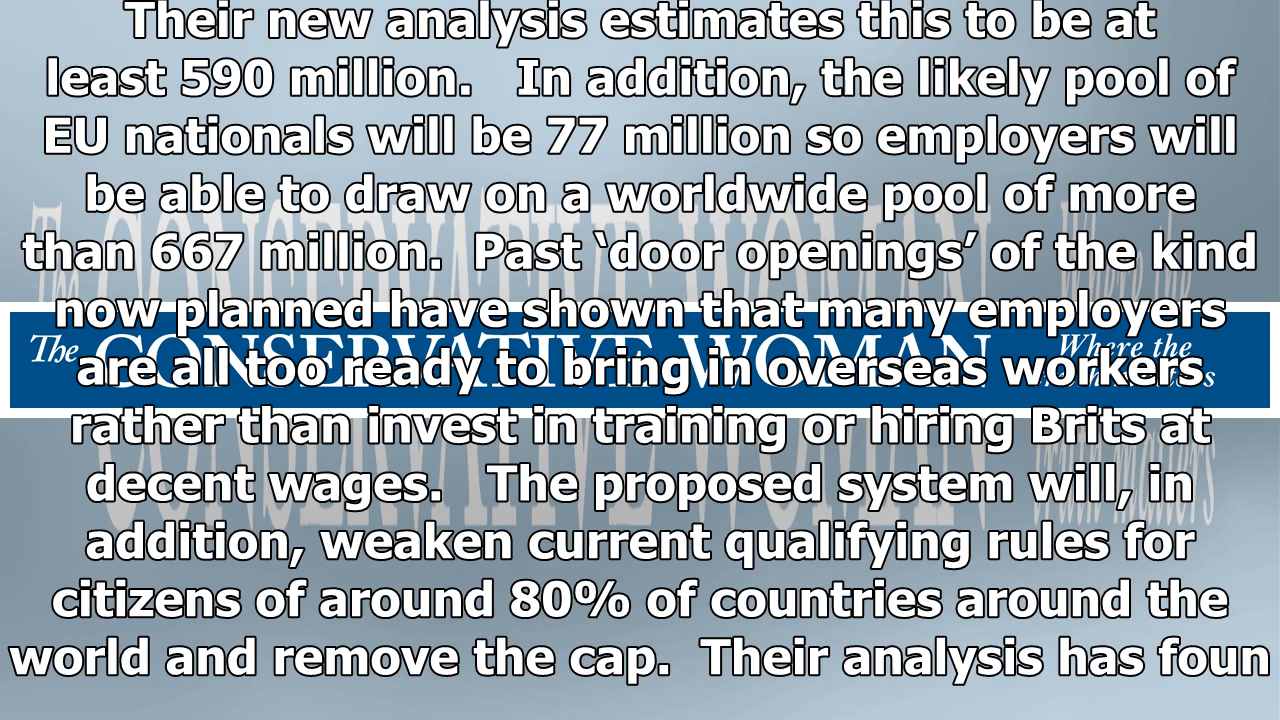 Their new analysis estimates this to be at
least 590 million.   In addition, the likely pool of
EU nationals will be 77 million so employers will
be able to draw on a worldwide pool of more
than 667 million.  Past ‘door openings’ of the kind
now planned have shown that many employers
are all too ready to bring in overseas workers
rather than invest in training or hiring Brits at
decent wages.   The proposed system will, in
addition, weaken current qualifying rules for
citizens of around 80% of countries around the
world and remove the cap.  Their analysis has foun
The CONSERVATIVE WOMAN Where the